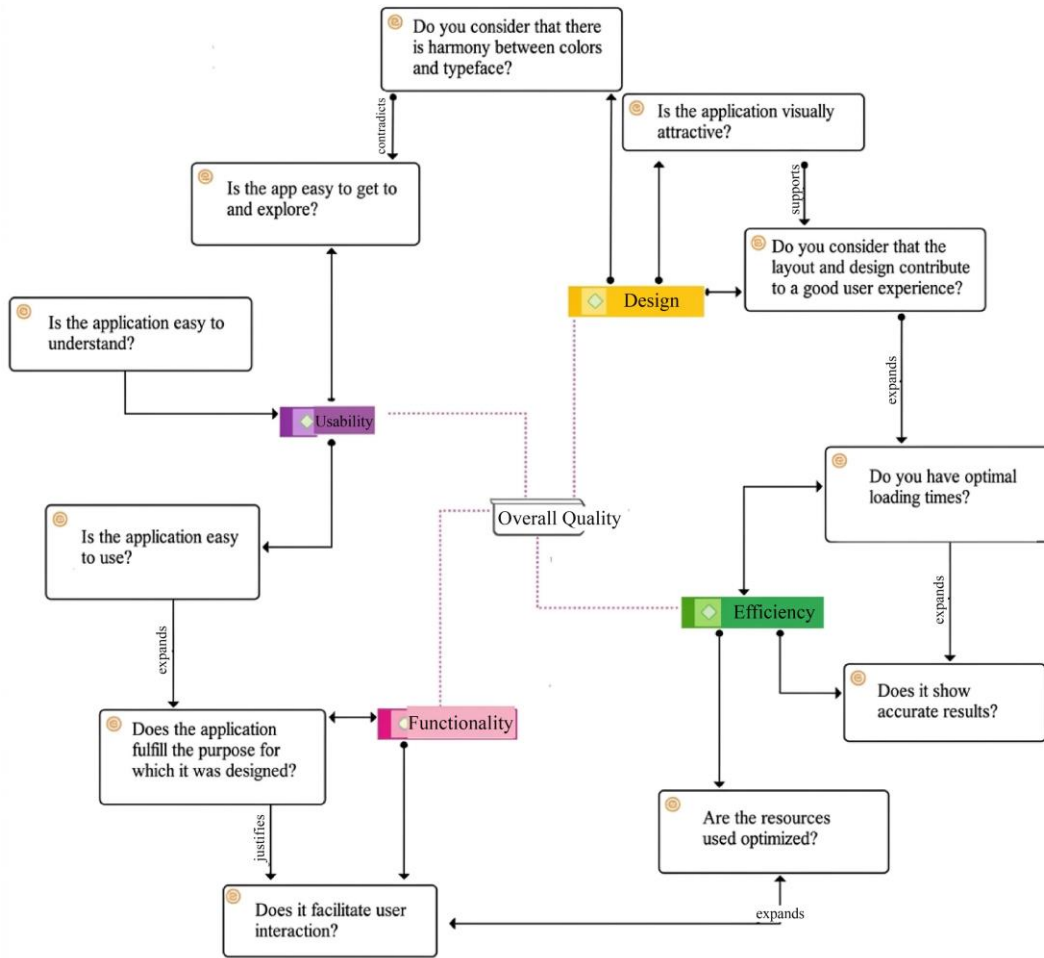 Do you consider that there
is harmony between colors
and typeface?
contradicts
Is the application visually
attractive?
supports
Is the app easy to get to
and explore?
Do you consider that the
layout and design contribute
to a good user experience?
Design
Is the application easy to
understand?
expands
Usability
Do you have optimal
loading times?
Overall Quality
Is the application easy
to use?
expands
Efficiency
expands
Does it show
accurate results?
Does the application
fulfill the purpose for
which it was designed?
Functionality
justifies
Are the resources
used optimized?
Does it facilitate user
interaction?
expands